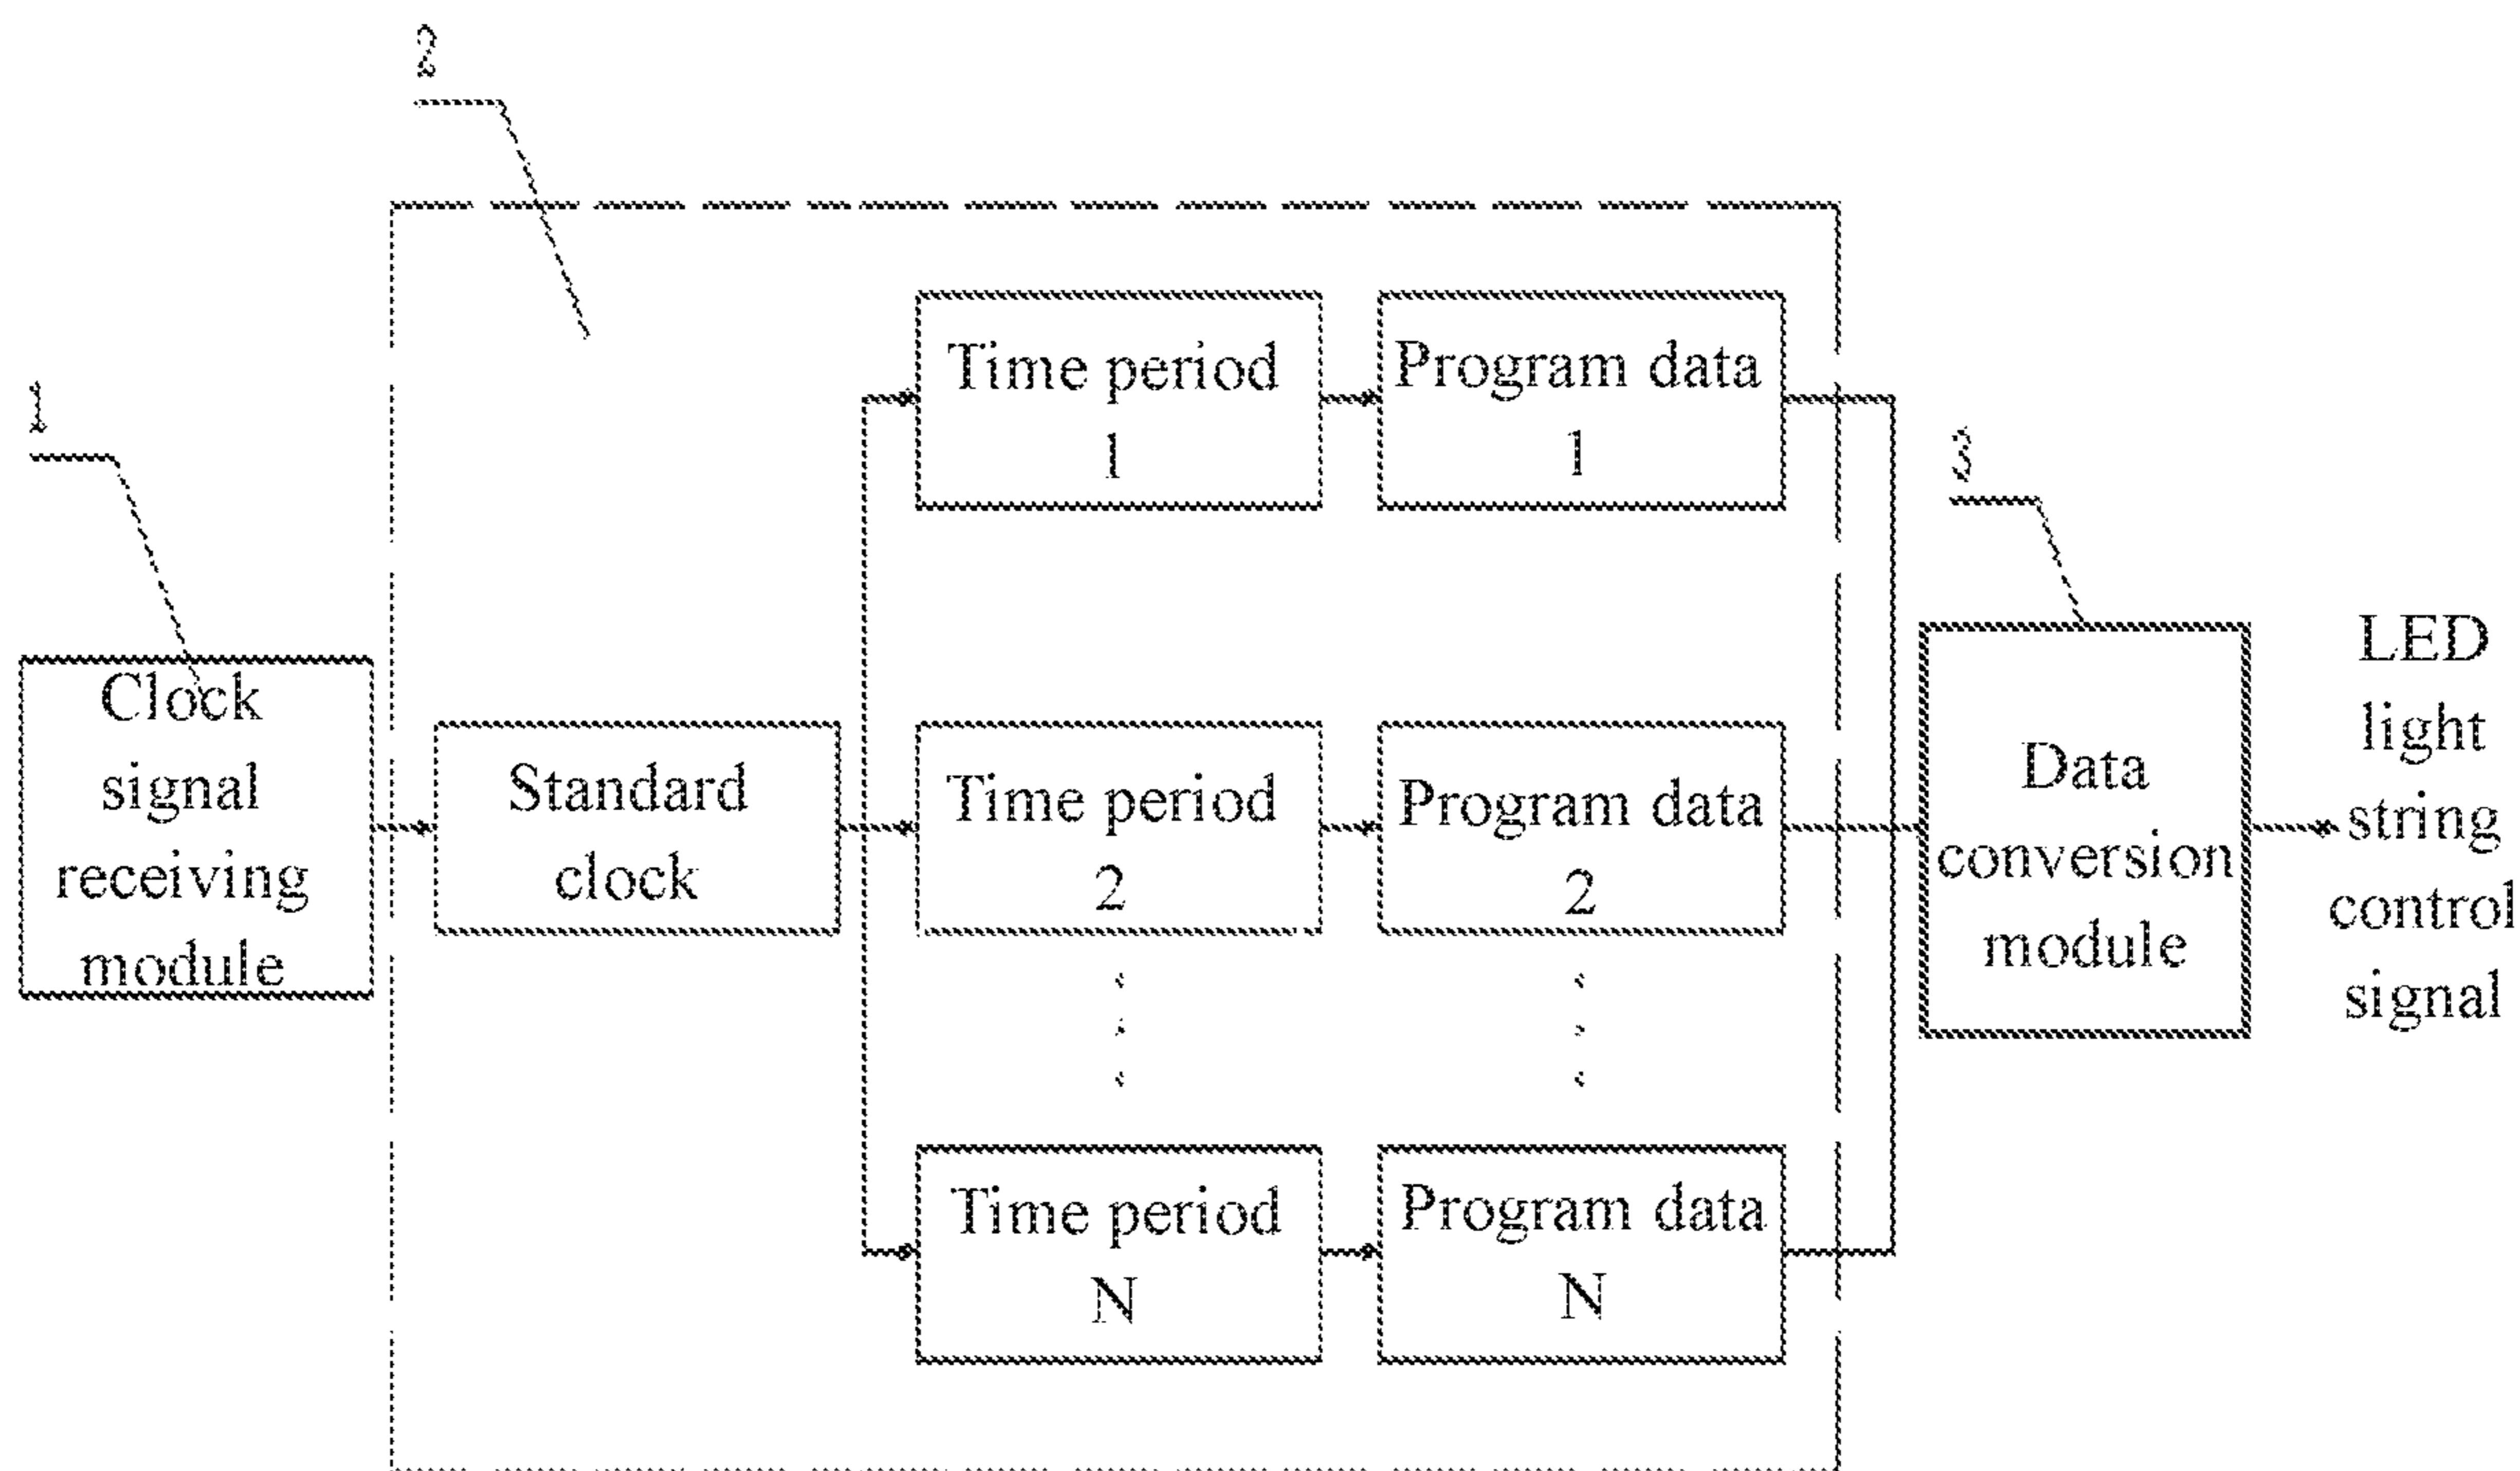 2
1
3
Time period
1
Program data
1
Clock
signal
receiving
module
Standard
clock
Time period
2
Program data
2
Time period
N
Program data
N
Data
conversion
module
LED
light
string
control
signal